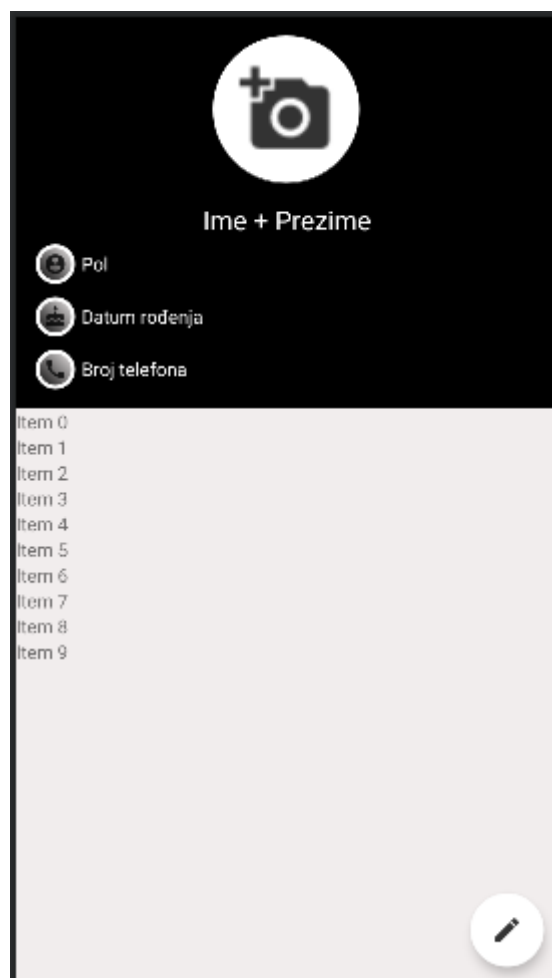 Ime + Prezime
Pol
Datum rođenja
Broj telefona
Item 0
Item 1
Item 2
Item 3
Item 4
Item 5
Item 6
Item 7
Item 8
Item 9